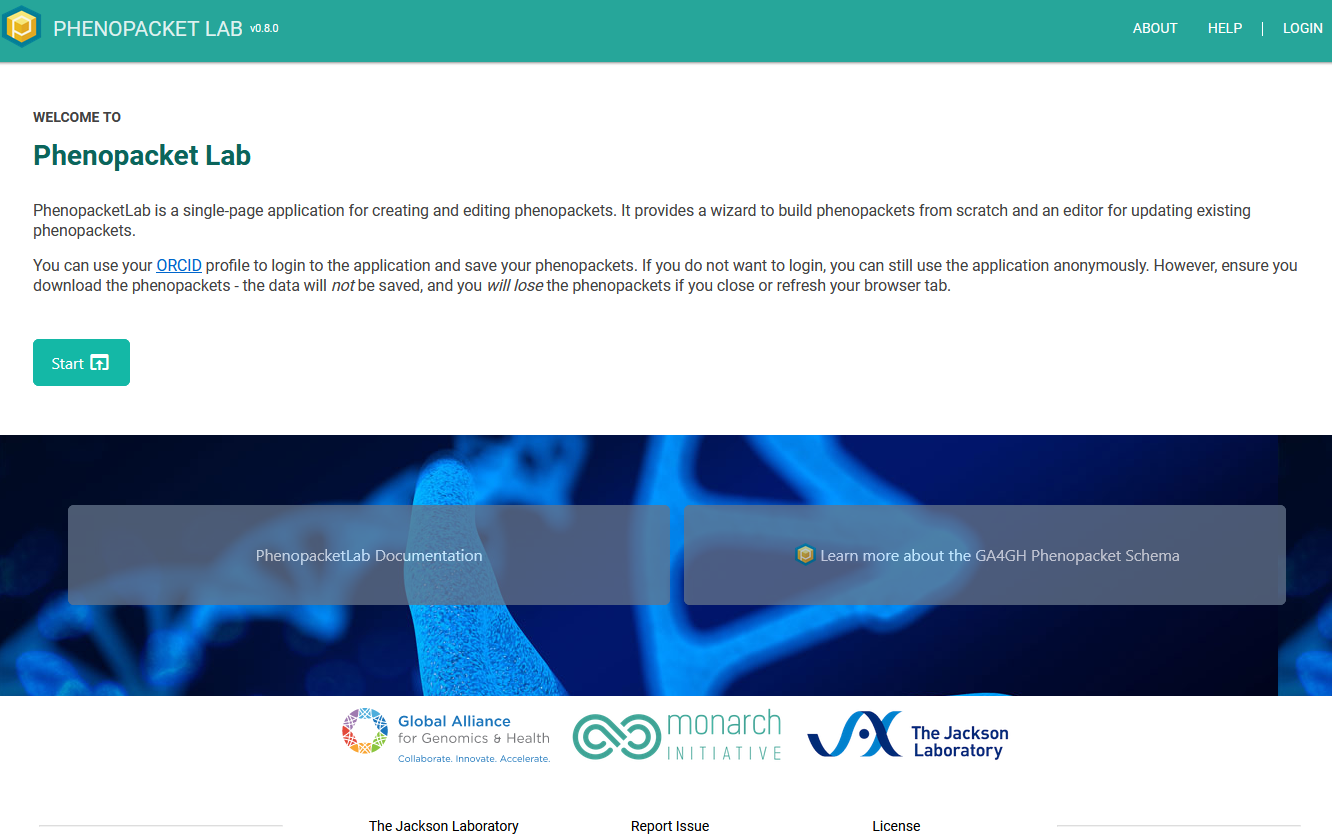 PHENOPACKET LAB v0.8.0
ABOUT HELP | LOGIN
WELCOME TO
Phenopacket Lab
PhenopacketLab is a single-page application for creating and editing phenopackets. It provides a wizard to build phenopackets from scratch and an editor for updating existing
phenopackets.
You can use your ORCID profile to login to the application and save your phenopackets. If you do not want to login, you can still use the application anonymously. However, ensure you
download the phenopackets - the data will not be saved, and you will lose the phenopackets if you close or refresh your browser tab.
Start
PhenopacketLab Documentation
Learn more about the GA4GH Phenopacket Schema
Global Alliance
for Genomics & Health
Collaborate. Innovate. Accelerate.
monarch
INITIATIVE
The Jackson
Laboratory
The Jackson Laboratory
Report Issue
License